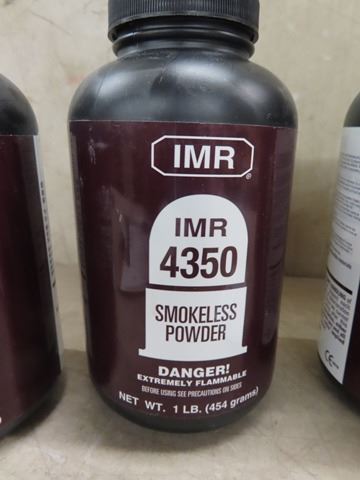 IMR
®
IMR
4350
SMOKELESS
POWDER
DANGER!
EXTREMELY FLAMMABLE
BEFORE USING SEE PRECAUTIONS ON SIDES
NET WT. 1 LB. (454 grams)